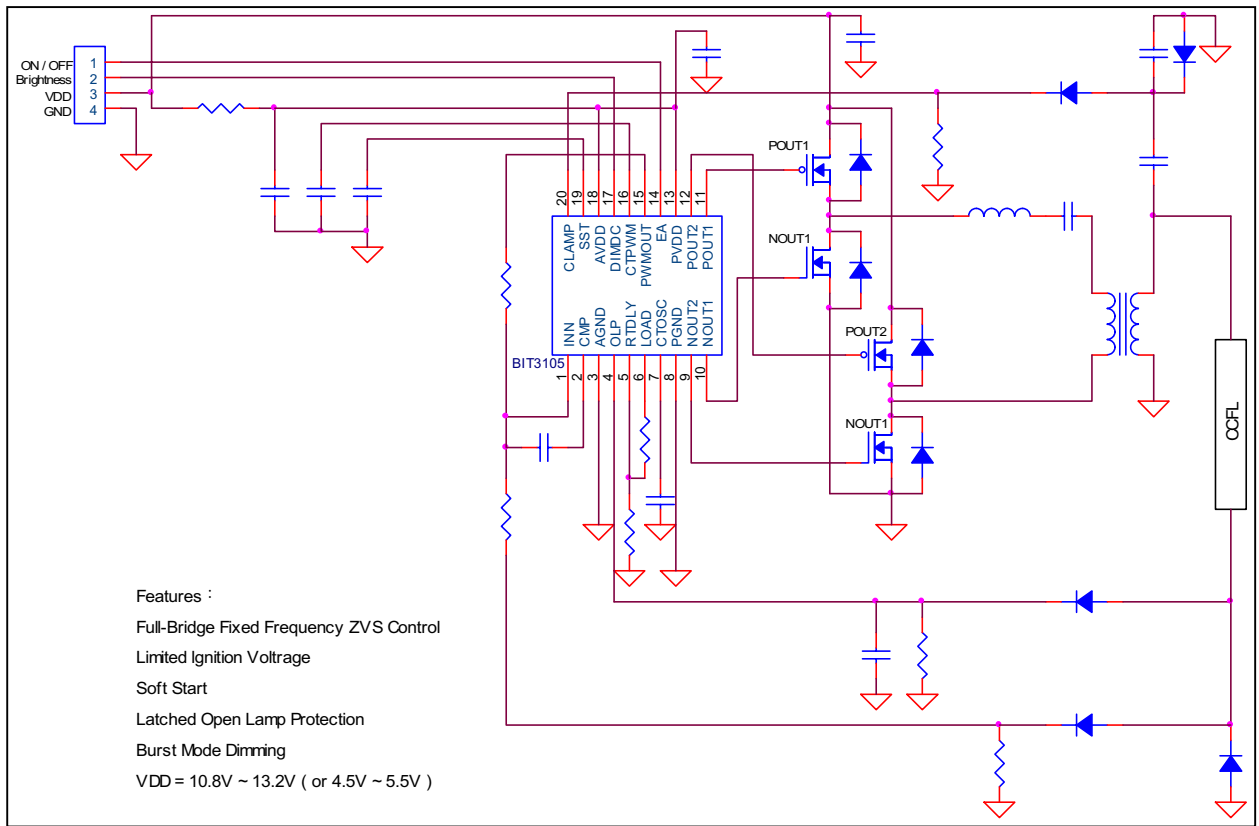 ON / OFF 1
Brightness 2
VDD 3
GND 4
POUT1
NOUT1
POUT2
NOUT1
20 19 18 17 16 15 14 13 12 11
CLAMP SST AVDD DIMDC CTPWM PWMOUT EA PVDD POUT2 POUT1
INN CMP AGND OLP RTDLY LOAD CTOSC PGND NOUT2 NOUT1
BIT3105
1 2 3 4 5 6 7 8 9 10
CCFL
Features :
Full-Bridge Fixed Frequency ZVS Control
Limited Ignition Voltrage
Soft Start
Latched Open Lamp Protection
Burst Mode Dimming
VDD = 10.8V ~ 13.2V ( or 4.5V ~ 5.5V )